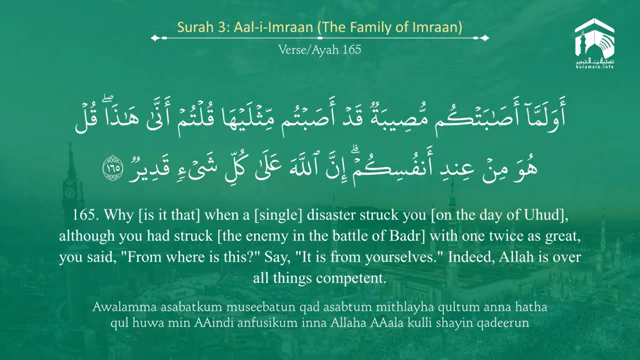 Surah 3: Aal-i-Imraan (The Family of Imraan)
Verse/Ayah 165
haramain.info
أَوَلَمَّآ أَصَـٰبَتْكُم مُّصِيبَةٌ قَدْ أَصَبْتُم مِّثْلَيْهَا قُلْتُمْ أَنَّىٰ هَـٰذَا ۖ قُلْ
هُوَ مِنْ عِندِ أَنفُسِكُمْ ۗ إِنَّ ٱللَّهَ عَلَىٰ كُلِّ شَىْءٍ قَدِيرٌ ١٦٥
165. Why [is it that] when a [single] disaster struck you [on the day of Uhud],
although you had struck [the enemy in the battle of Badr] with one twice as great,
you said, "From where is this?" Say, "It is from yourselves." Indeed, Allah is over
all things competent.
Awalamma asabatkum museebatun qad asabtum mithlayha qultum anna hatha
qul huwa min AAindi anfusikum inna Allaha AAala kulli shayin qadeerun